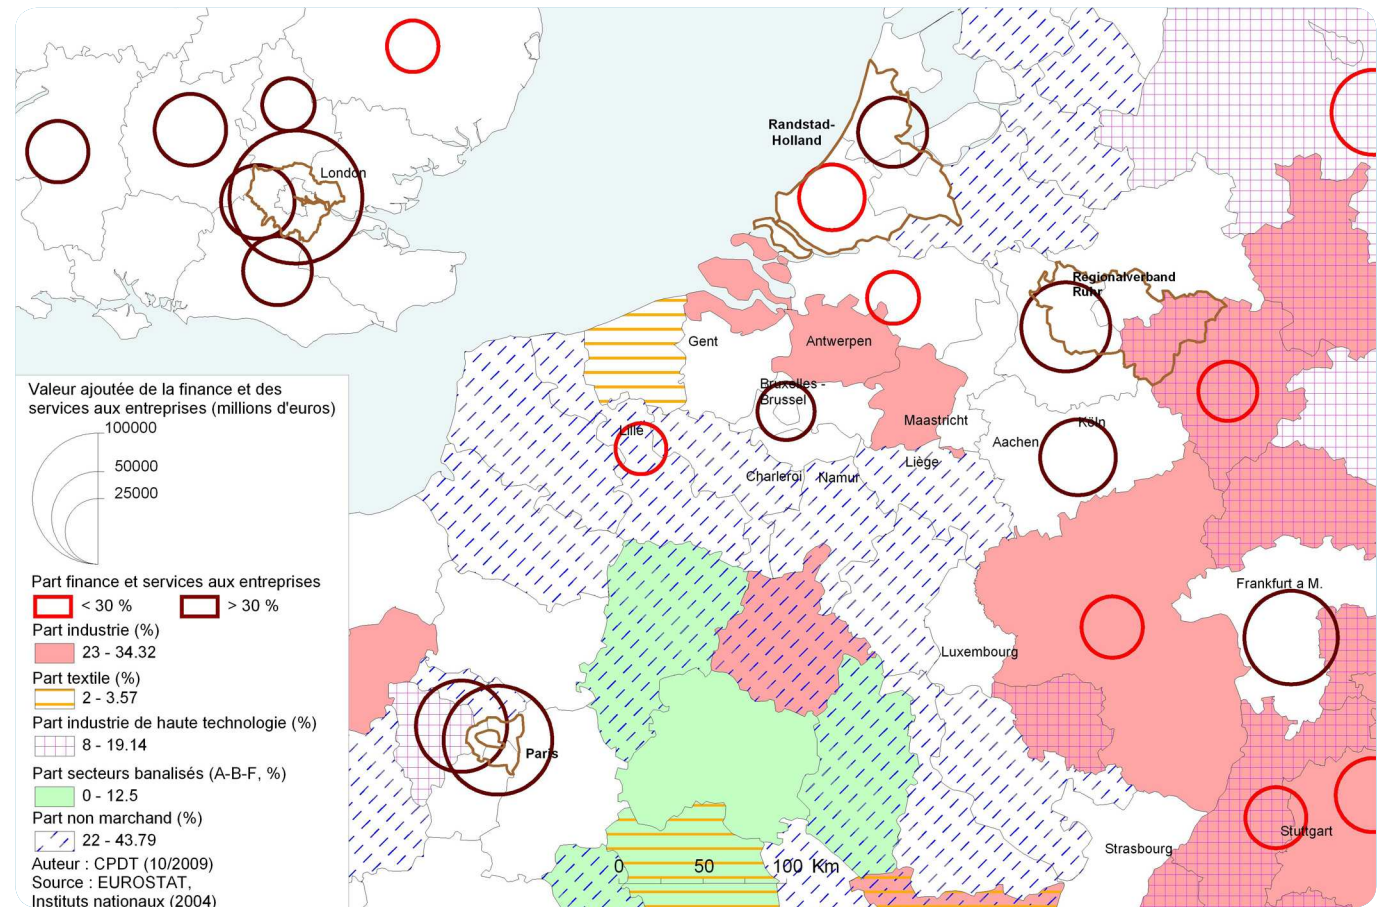 London
Randstad-
Holland
Regionalverband
Ruhr
Gent
Antwerpen
Bruxelles -
Brussel
Maastricht
Aachen
Köln
Lille
Charleroi
Namur
Liège
Frankfurt a M.
Luxembourg
Paris
Stuttgart
Strasbourg
0 50 100 Km
Valeur ajoutée de la finance et des
services aux entreprises (millions d'euros)
100000
50000
25000
Part finance et services aux entreprises
< 30 % > 30 %
Part industrie (%)
23 - 34.32
Part textile (%)
2 - 3.57
Part industrie de haute technologie (%)
8 - 19.14
Part secteurs banalisés (A-B-F, %)
0 - 12.5
Part non marchand (%)
22 - 43.79
Auteur : CPDT (10/2009)
Source : EUROSTAT,
Instituts nationaux (2004)